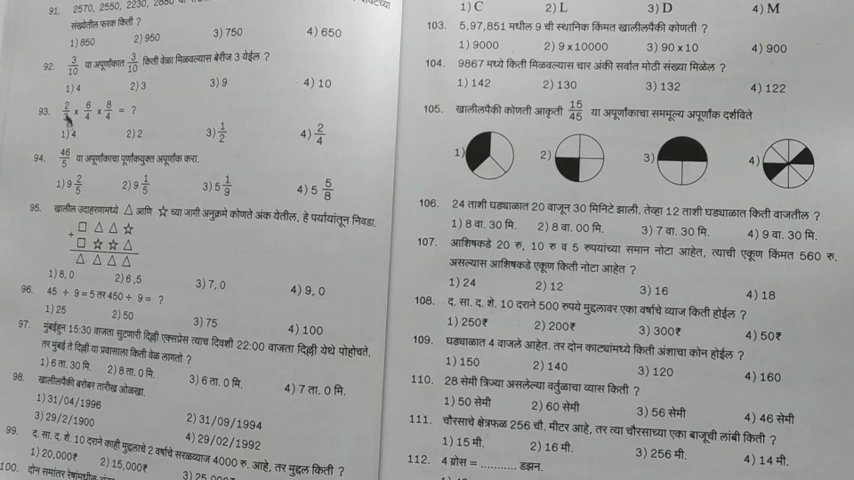 91. 2570, 2550, 2230, 2880
संख्येतील फरक किती ?
1) 850 2) 950 3) 750 4) 650
92. 3/10 या अपूर्णांकात 3/10 किती वेळा मिळवल्यास बेरीज 3 येईल ?
1) 4 2) 3 3) 9 4) 10
93. 2/3 x 6/4 x 8/4 = ?
1) 4 2) 2 3) 1/2 4) 2/4
94. 46/5 या अपूर्णांकाचा पूर्णांकयुक्त अपूर्णांक करा.
1) 9 2/5 2) 9 1/5 3) 5 1/9 4) 5 5/8
95. खालील उदाहरणामध्ये △ आणि ☆ च्या जागी अनुक्रमे कोणते अंक येतील, हे पर्यायांतून निवडा.
□ △ △ ☆
+ □ ☆ ☆ △
△ △ △ △
1) 8, 0 2) 6 ,5 3) 7, 0 4) 9, 0
96. 45 ÷ 9 = 5 तर 450 ÷ 9 = ?
1) 25 2) 50 3) 75 4) 100
97. मुंबईहून 15:30 वाजता सुटणारी दिल्ली एक्सप्रेस त्याच दिवशी 22:00 वाजता दिल्ली येथे पोहोचते,
तर मुंबई ते दिल्ली या प्रवासाला किती वेळ लागतो ?
1) 6 ता. 30 मि. 2) 8 ता. 0 मि. 3) 6 ता. 0 मि. 4) 7 ता. 0 मि.
98. खालीलपैकी बरोबर तारीख ओळखा.
1) 31/04/1996 2) 31/09/1994
3) 29/2/1900 4) 29/02/1992
99. द. सा. द. शे. 10 दराने काही मुद्दलाचे 2 वर्षाचे सरळव्याज 4000 रु. आहे, तर मुद्दल किती ?
1) 20,000₹ 2) 15,000₹ 3) 25,000₹
100. दोन समांतर रेषांमधील
1) C 2) L 3) D 4) M
103. 5,97,851 मधील 9 ची स्थानिक किंमत खालीलपैकी कोणती ?
1) 9000 2) 9 x 10000 3) 90 x 10 4) 900
104. 9867 मध्ये किती मिळवल्यास चार अंकी सर्वात मोठी संख्या मिळेल ?
1) 142 2) 130 3) 132 4) 122
105. खालीलपैकी कोणती आकृती 15/45 या अपूर्णांकाचा सममूल्य अपूर्णांक दर्शविते
1) 2) 3) 4)
106. 24 ताशी घड्याळात 20 वाजून 30 मिनिटे झाली. तेव्हा 12 ताशी घड्याळात किती वाजतील ?
1) 8 वा. 30 मि. 2) 8 वा. 00 मि. 3) 7 वा. 30 मि. 4) 9 वा. 30 मि.
107. आशिषकडे 20 रु, 10 रु व 5 रुपयांच्या समान नोटा आहेत, त्याची एकूण किंमत 560 रु.
असल्यास आशिषकडे एकूण किती नोटा आहेत ?
1) 24 2) 12 3) 16 4) 18
108. द. सा. द. शे. 10 दराने 500 रुपये मुद्दलावर एका वर्षाचे व्याज किती होईल ?
1) 250₹ 2) 200₹ 3) 300₹ 4) 50₹
109. घड्याळात 4 वाजले आहेत. तर दोन काट्यांमध्ये किती अंशाचा कोन होईल ?
1) 150 2) 140 3) 120 4) 160
110. 28 सेमी त्रिज्या असलेल्या वर्तुळाचा व्यास किती ?
1) 50 सेमी 2) 60 सेमी 3) 56 सेमी 4) 46 सेमी
111. चौरसाचे क्षेत्रफळ 256 चौ. मीटर आहे, तर त्या चौरसाच्या एका बाजूची लांबी किती ?
1) 15 मी. 2) 16 मी. 3) 256 मी. 4) 14 मी.
112. 4 ग्रोस = ........... डझन.